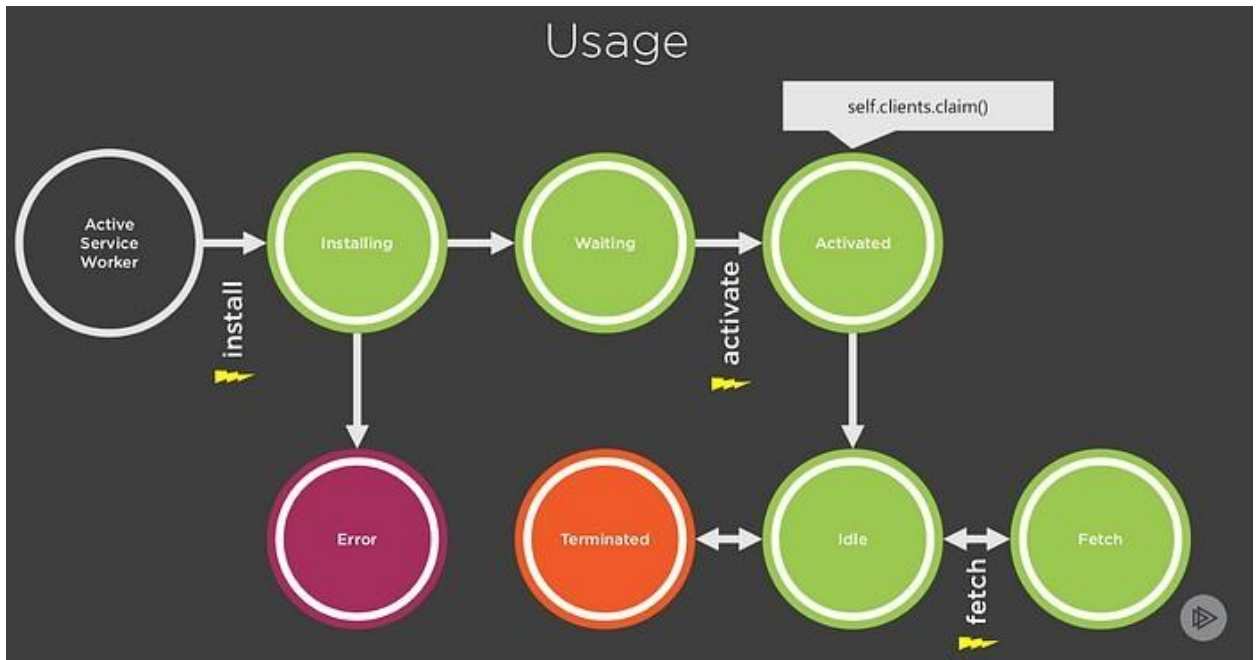 Usage
self.clients.claim()
Active
Service
Worker
Installing
Waiting
Activated
install
activate
Error
Terminated
Idle
Fetch
fetch